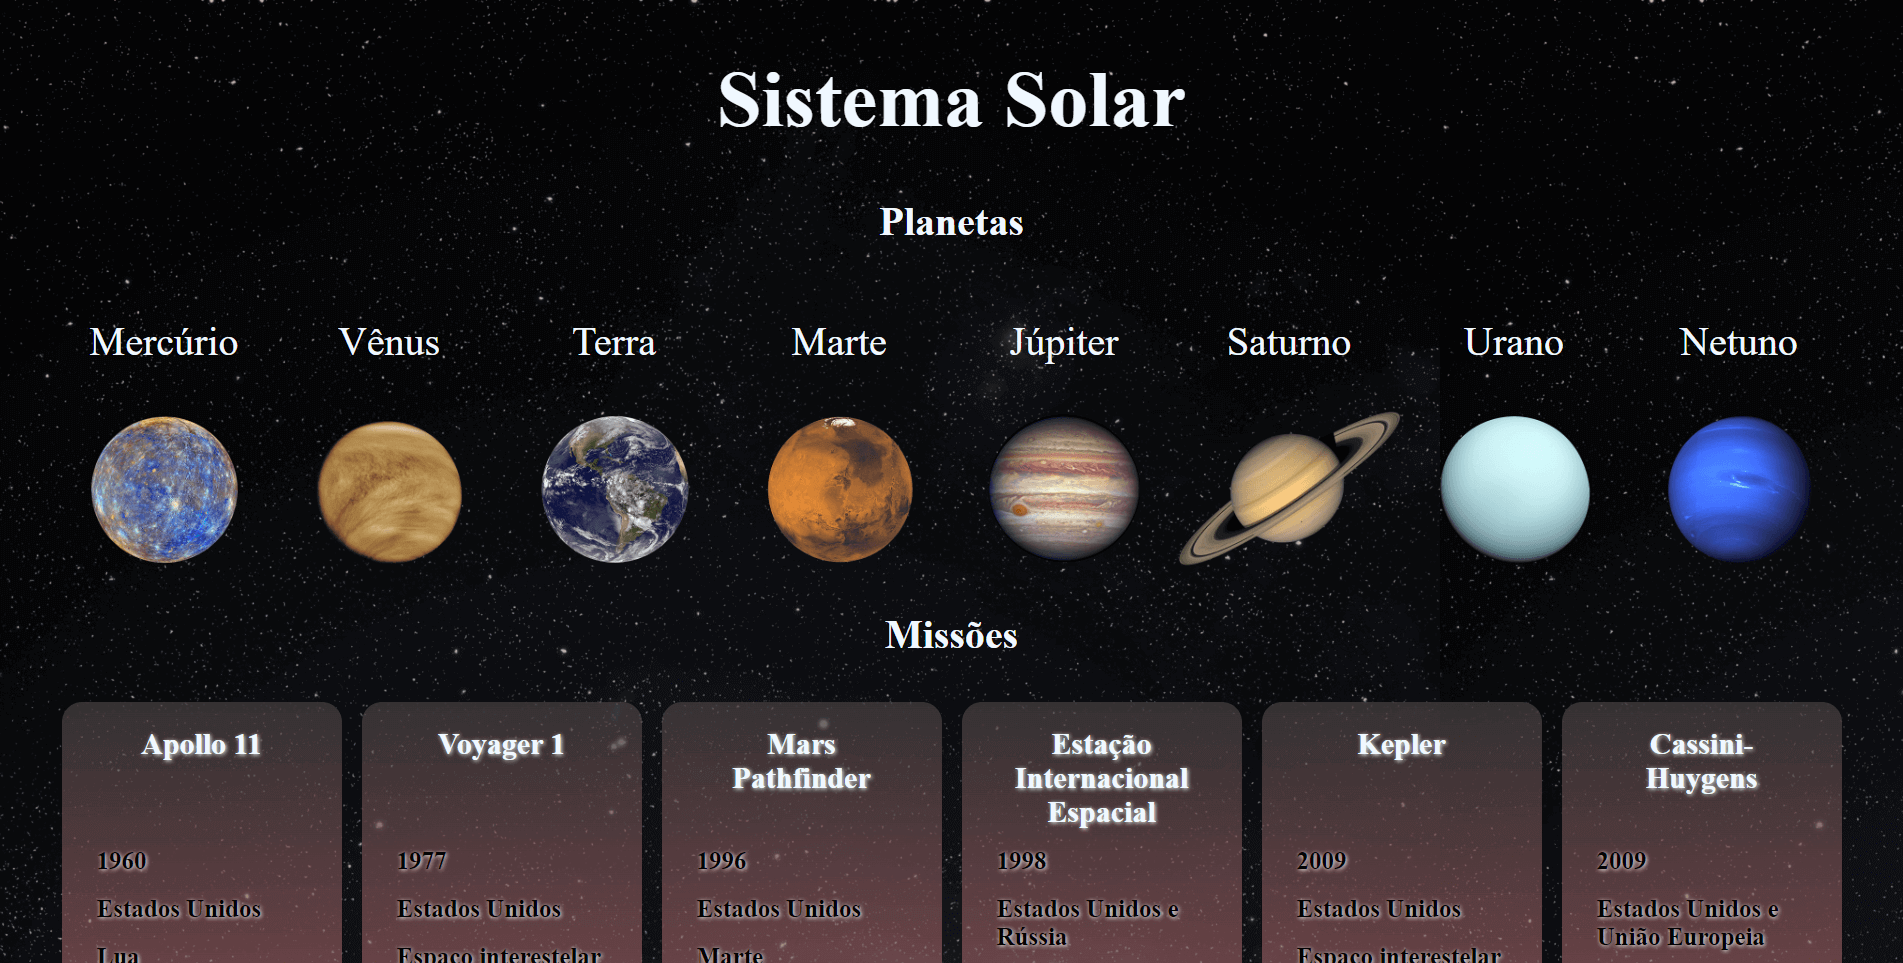 Sistema Solar
Planetas
Mercúrio Vênus Terra Marte Júpiter Saturno Urano Netuno
Missões
Apollo 11
1960
Estados Unidos
Lua
Voyager 1
1977
Estados Unidos
Espaço interestelar
Mars
Pathfinder
1996
Estados Unidos
Marte
Estação
Internacional
Espacial
1998
Estados Unidos e
Rússia
Kepler
2009
Estados Unidos
Espaço interestelar
Cassini-
Huygens
2009
Estados Unidos e
União Europeia